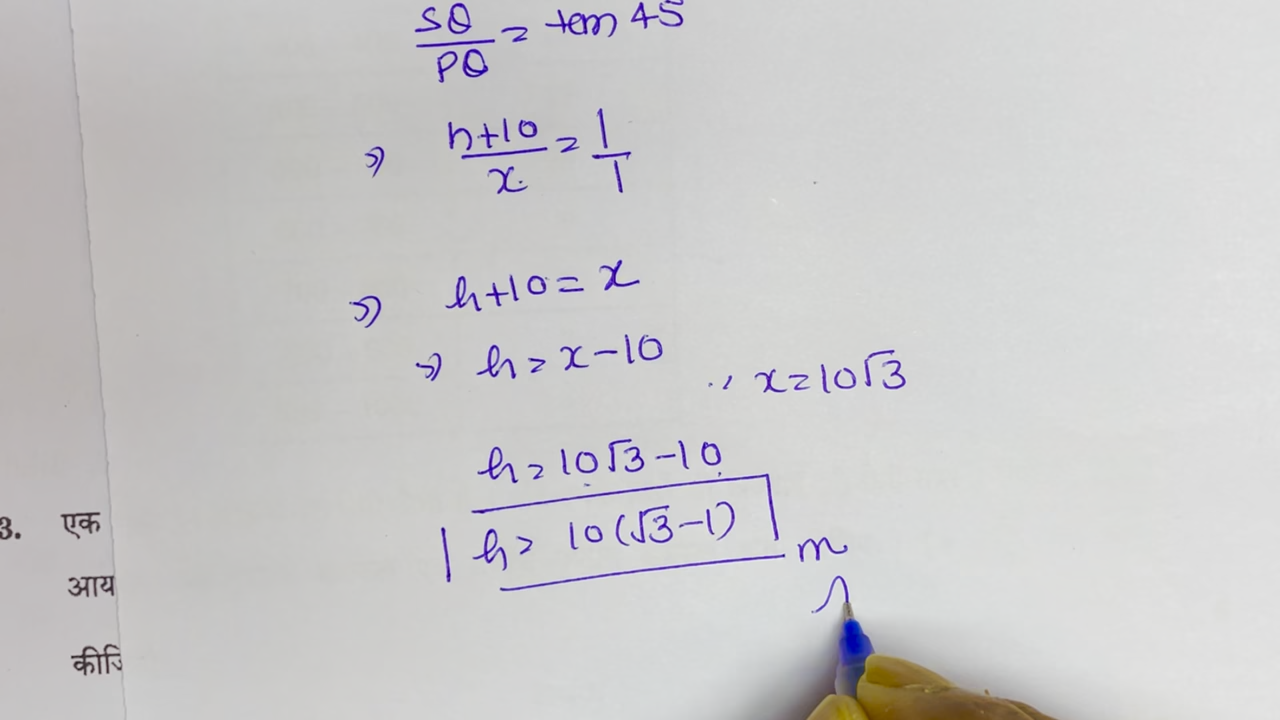 SQ/PQ = tan 45
⇒ h+10/x = 1/1
⇒ h+10 = x
⇒ h = x-10
∵ x = 10√3
h = 10√3-10
h = 10(√3-1) m
3. एक
आय